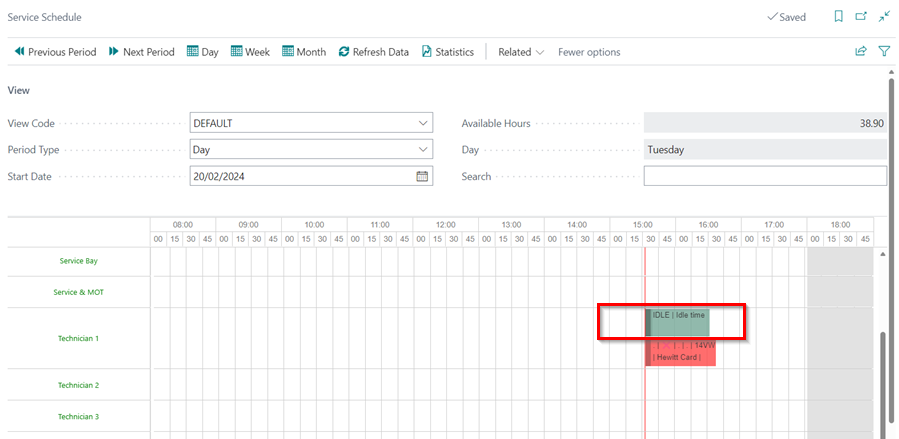 Service Schedule
Saved
Previous Period Next Period Day Week Month Refresh Data Statistics Related Fewer options
View
View Code DEFAULT Available Hours 38.90
Period Type Day Day Tuesday
Start Date 20/02/2024 Search
08:00 09:00 10:00 11:00 12:00 13:00 14:00 15:00 16:00 17:00 18:00
00 15 30 45 00 15 30 45 00 15 30 45 00 15 30 45 00 15 30 45 00 15 30 45 00 15 30 45 00 15 30 45 00 15 30 45 00 15 30 45 00 15 30 45
Service Bay
Service & MOT
IDLE | Idle time
Technician 1
| 14VW
| Hewitt Card |
Technician 2
Technician 3